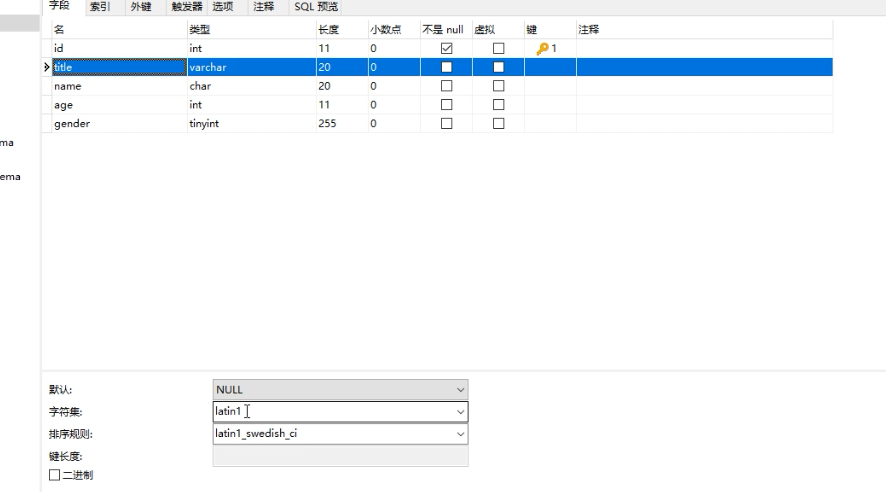 字段 索引 外键 触发器 选项 注释 SQL 预览
名 类型 长度 小数点 不是 null 虚拟 键 注释
id int 11 0 1
title varchar 20 0
name char 20 0
age int 11 0
gender tinyint 255 0
ma
ema
默认: NULL
字符集: latin1
排序规则: latin1_swedish_ci
键长度:
二进制